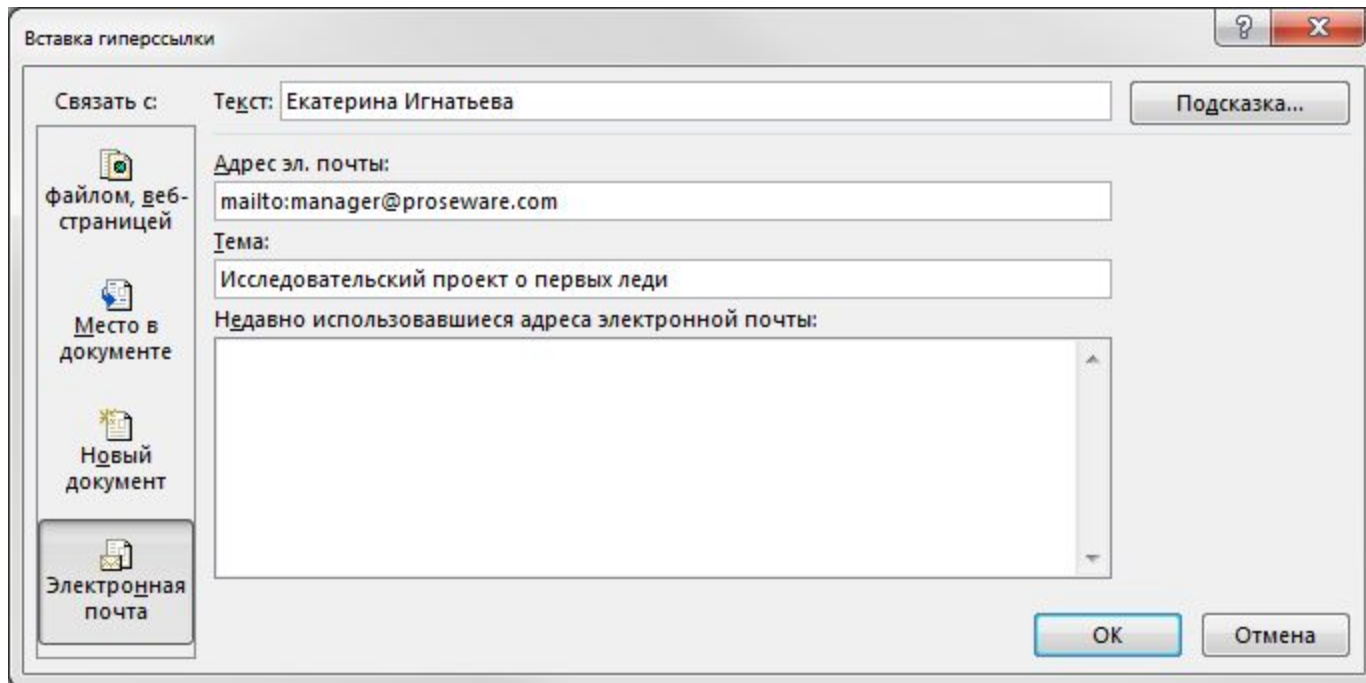 Вставка гиперссылки
Связать с:
Текст: Екатерина Игнатьева
Подсказка...
файлом, веб-
страницей
Место в
документе
Новый
документ
Электронная
почта
Адрес эл. почты:
mailto:manager@proseware.com
Тема:
Исследовательский проект о первых леди
Недавно использовавшиеся адреса электронной почты:
ОК
Отмена